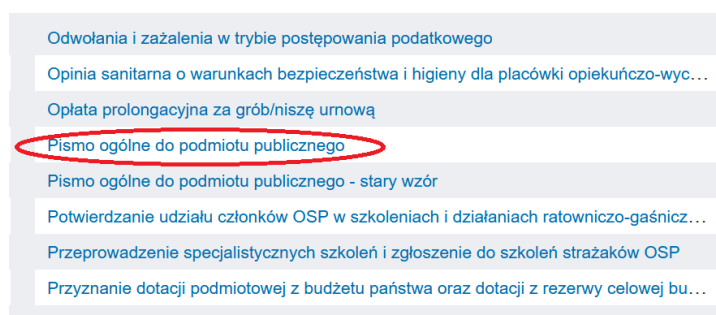 Odwołania i zażalenia w trybie postępowania podatkowego
Opinia sanitarna o warunkach bezpieczeństwa i higieny dla placówki opiekuńczo-wyc...
Opłata prolongacyjna za grób/niszę urnową
Pismo ogólne do podmiotu publicznego
Pismo ogólne do podmiotu publicznego - stary wzór
Potwierdzanie udziału członków OSP w szkoleniach i działaniach ratowniczo-gaśnicz...
Przeprowadzenie specjalistycznych szkoleń i zgłoszenie do szkoleń strażaków OSP
Przyznanie dotacji podmiotowej z budżetu państwa oraz dotacji z rezerwy celowej bu...